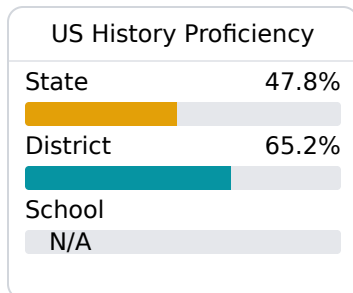 US History Proficiency
State 47.8%
District 65.2%
School
N/A